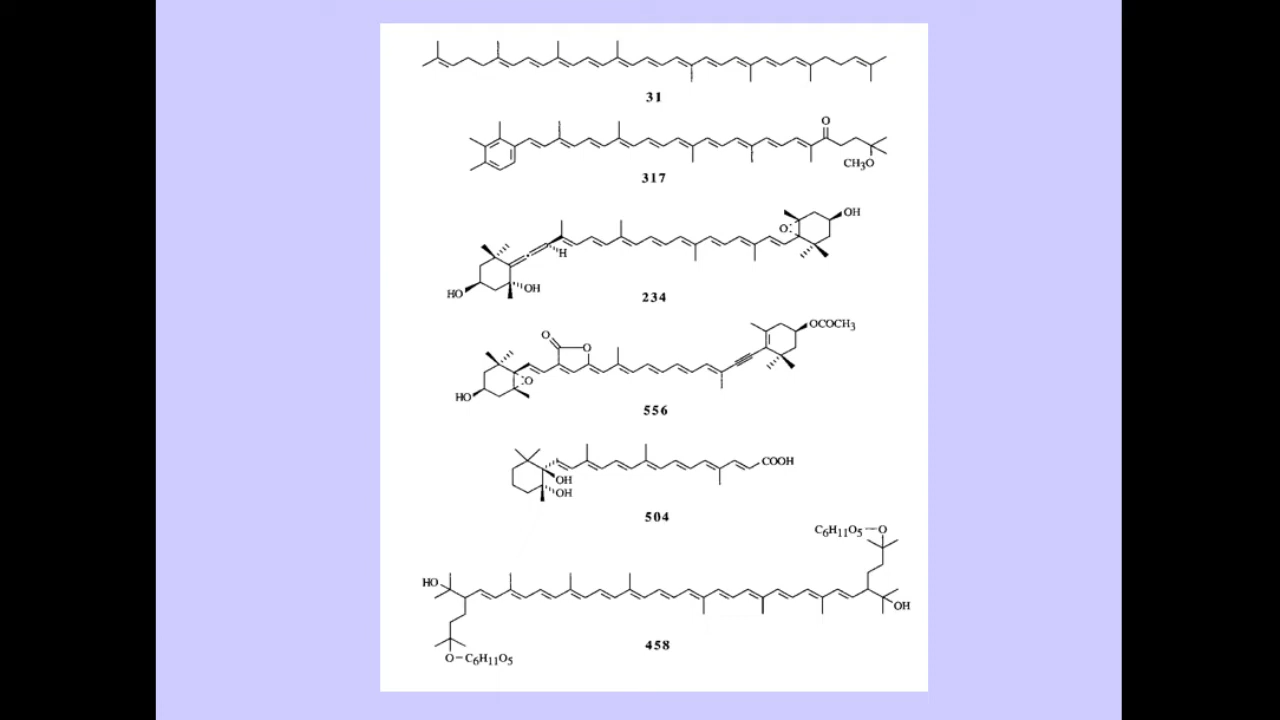 31
O
CH3O
317
OH
O
H
HO
OH
234
O
O
OCOCH3
O
HO
556
COOH
OH
OH
504
C6H11O5—O
HO
OH
458
O—C6H11O5